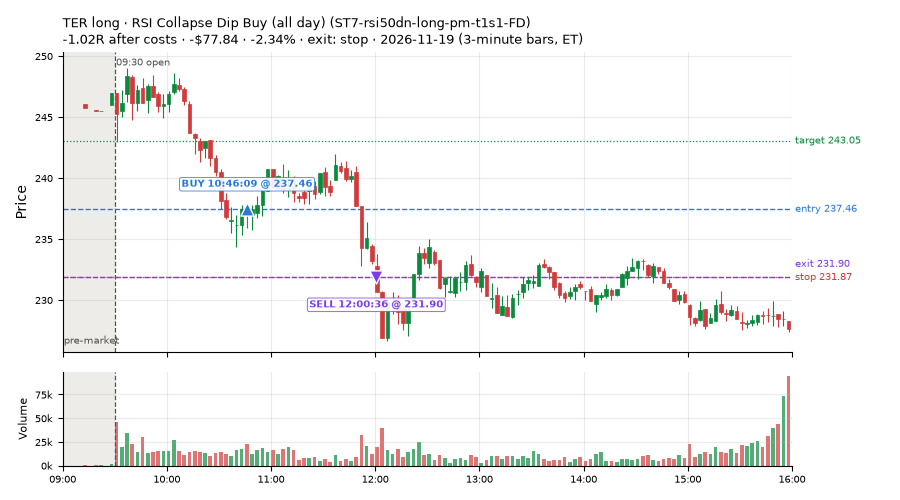 TER long · RSI Collapse Dip Buy (all day) (ST7-rsi50dn-long-pm-t1s1-FD)
-1.02R after costs · -$77.84 · -2.34% · exit: stop · 2026-11-19 (3-minute bars, ET)
250
245
240
235
230
Price
09:30 open
pre-market
BUY 10:46:09 @ 237.46
SELL 12:00:36 @ 231.90
target 243.05
entry 237.46
exit 231.90
stop 231.87
75k
50k
25k
0k
Volume
09:00
10:00
11:00
12:00
13:00
14:00
15:00
16:00